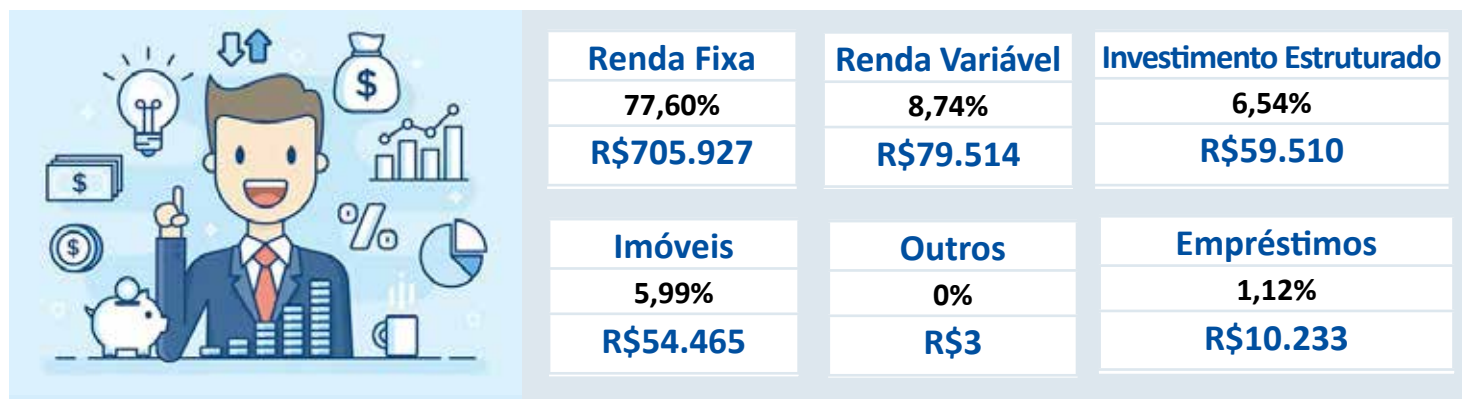 Renda Fixa
77,60%
R$705.927
Renda Variável
8,74%
R$79.514
Investimento Estruturado
6,54%
R$59.510
Imóveis
5,99%
R$54.465
Outros
0%
R$3
Empréstimos
1,12%
R$10.233
$
$
$
%